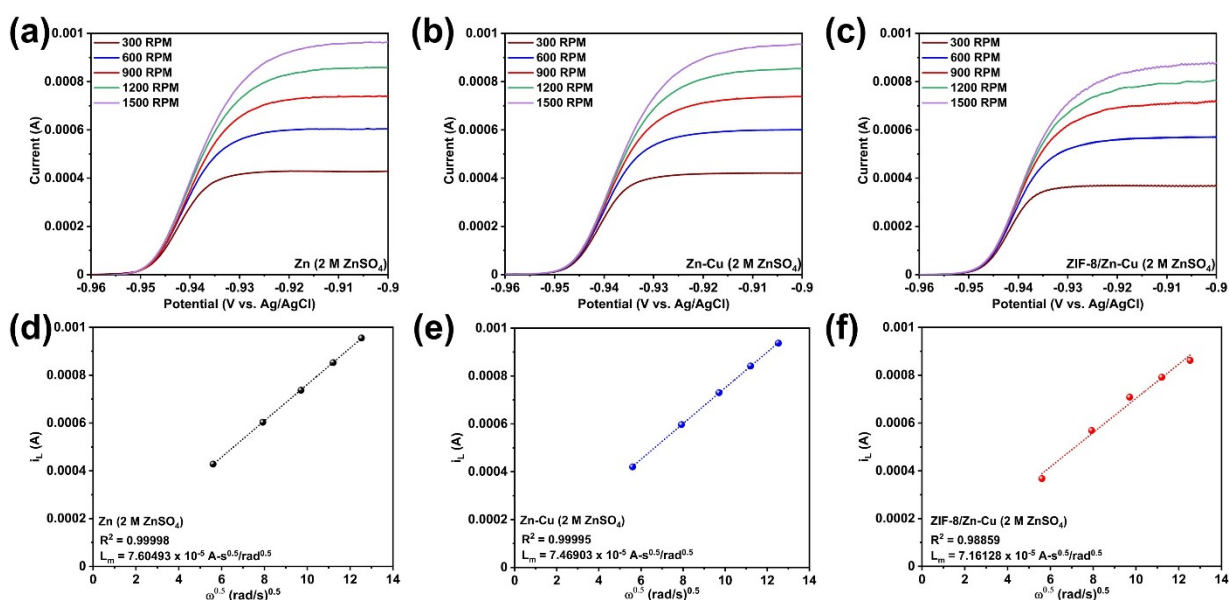 (a)
300 RPM
600 RPM
900 RPM
1200 RPM
1500 RPM
Zn (2 M ZnSO₄)
Current (A)
0.001
0.0008
0.0006
0.0004
0.0002
0
-0.96 -0.95 -0.94 -0.93 -0.92 -0.91 -0.9
Potential (V vs. Ag/AgCl)
(b)
300 RPM
600 RPM
900 RPM
1200 RPM
1500 RPM
Zn-Cu (2 M ZnSO₄)
Current (A)
0.001
0.0008
0.0006
0.0004
0.0002
0
-0.96 -0.95 -0.94 -0.93 -0.92 -0.91 -0.9
Potential (V vs. Ag/AgCl)
(c)
300 RPM
600 RPM
900 RPM
1200 RPM
1500 RPM
ZIF-8/Zn-Cu (2 M ZnSO₄)
Current (A)
0.001
0.0008
0.0006
0.0004
0.0002
0
-0.96 -0.95 -0.94 -0.93 -0.92 -0.91 -0.9
Potential (V vs. Ag/AgCl)
(d)
i_L (A)
0.001
0.0008
0.0006
0.0004
0.0002
0
Zn (2 M ZnSO₄)
R² = 0.99998
L_m = 7.60493 x 10⁻⁵ A-s⁰·⁵/rad⁰·⁵
0 2 4 6 8 10 12 14
ω⁰·⁵ (rad/s)⁰·⁵
(e)
i_L (A)
0.001
0.0008
0.0006
0.0004
0.0002
0
Zn-Cu (2 M ZnSO₄)
R² = 0.99995
L_m = 7.46903 x 10⁻⁵ A-s⁰·⁵/rad⁰·⁵
0 2 4 6 8 10 12 14
ω⁰·⁵ (rad/s)⁰·⁵
(f)
i_L (A)
0.001
0.0008
0.0006
0.0004
0.0002
0
ZIF-8/Zn-Cu (2 M ZnSO₄)
R² = 0.98859
L_m = 7.16128 x 10⁻⁵ A-s⁰·⁵/rad⁰·⁵
0 2 4 6 8 10 12 14
ω⁰·⁵ (rad/s)⁰·⁵